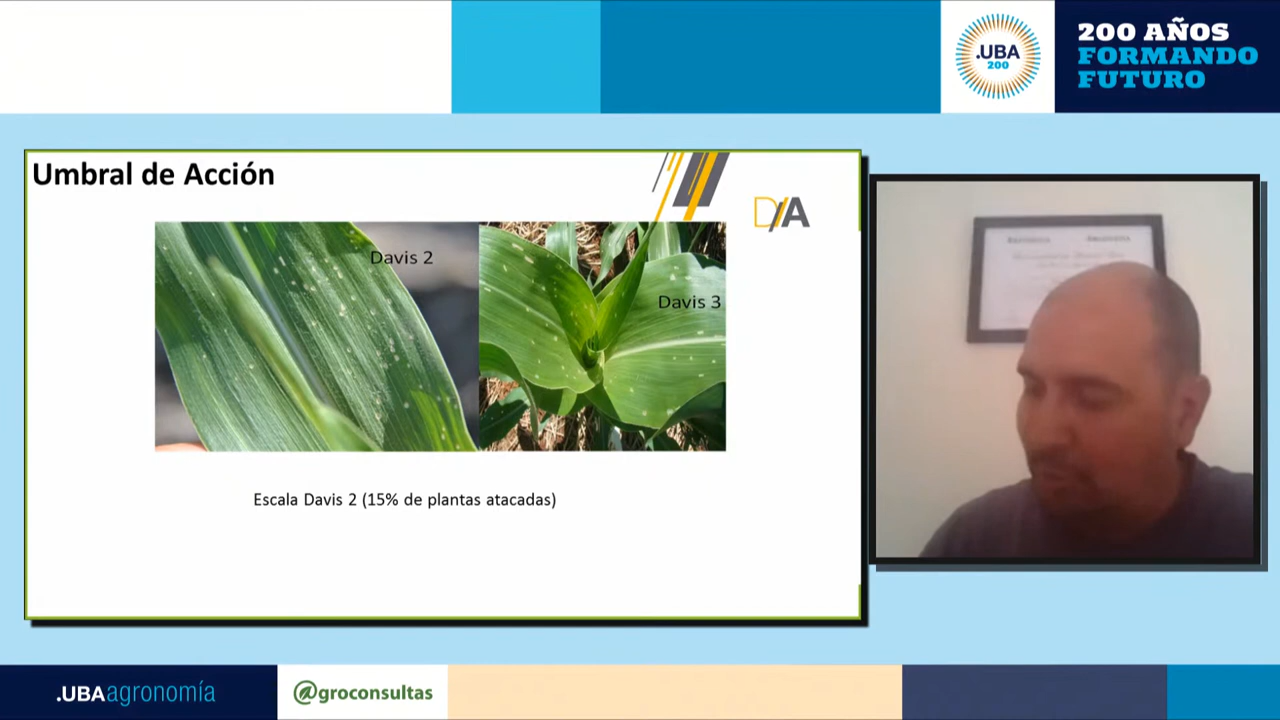 .UBA
200
200 AÑOS
FORMANDO
FUTURO
Umbral de Acción
D//A
Davis 2
Davis 3
Escala Davis 2 (15% de plantas atacadas)
.UBAagronomía
@groconsultas